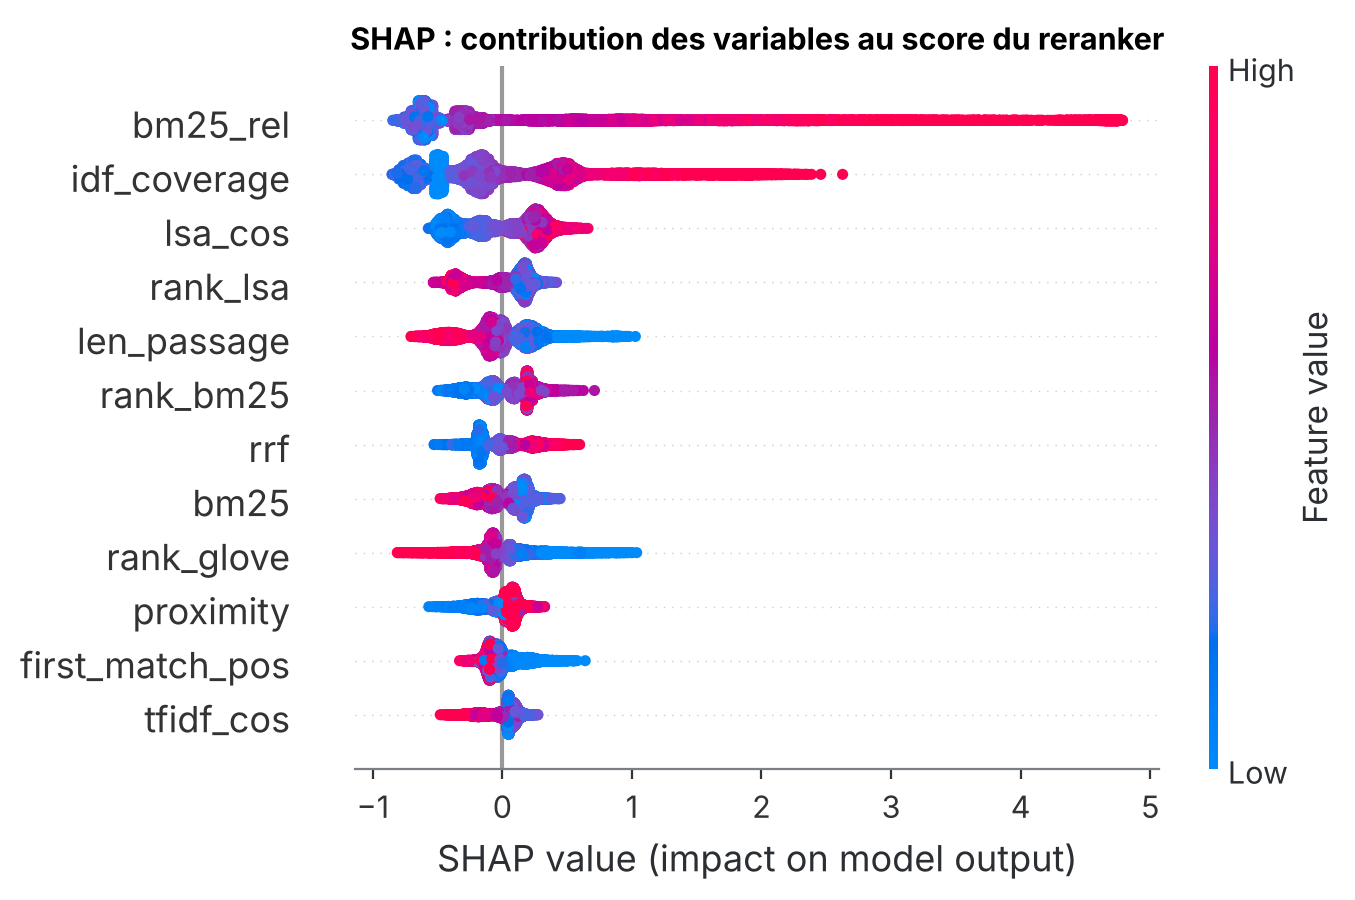 SHAP : contribution des variables au score du reranker
High
bm25_rel
idf_coverage
lsa_cos
rank_lsa
len_passage
rank_bm25
rrf
bm25
rank_glove
proximity
first_match_pos
tfidf_cos
Feature value
Low
−1 0 1 2 3 4 5
SHAP value (impact on model output)